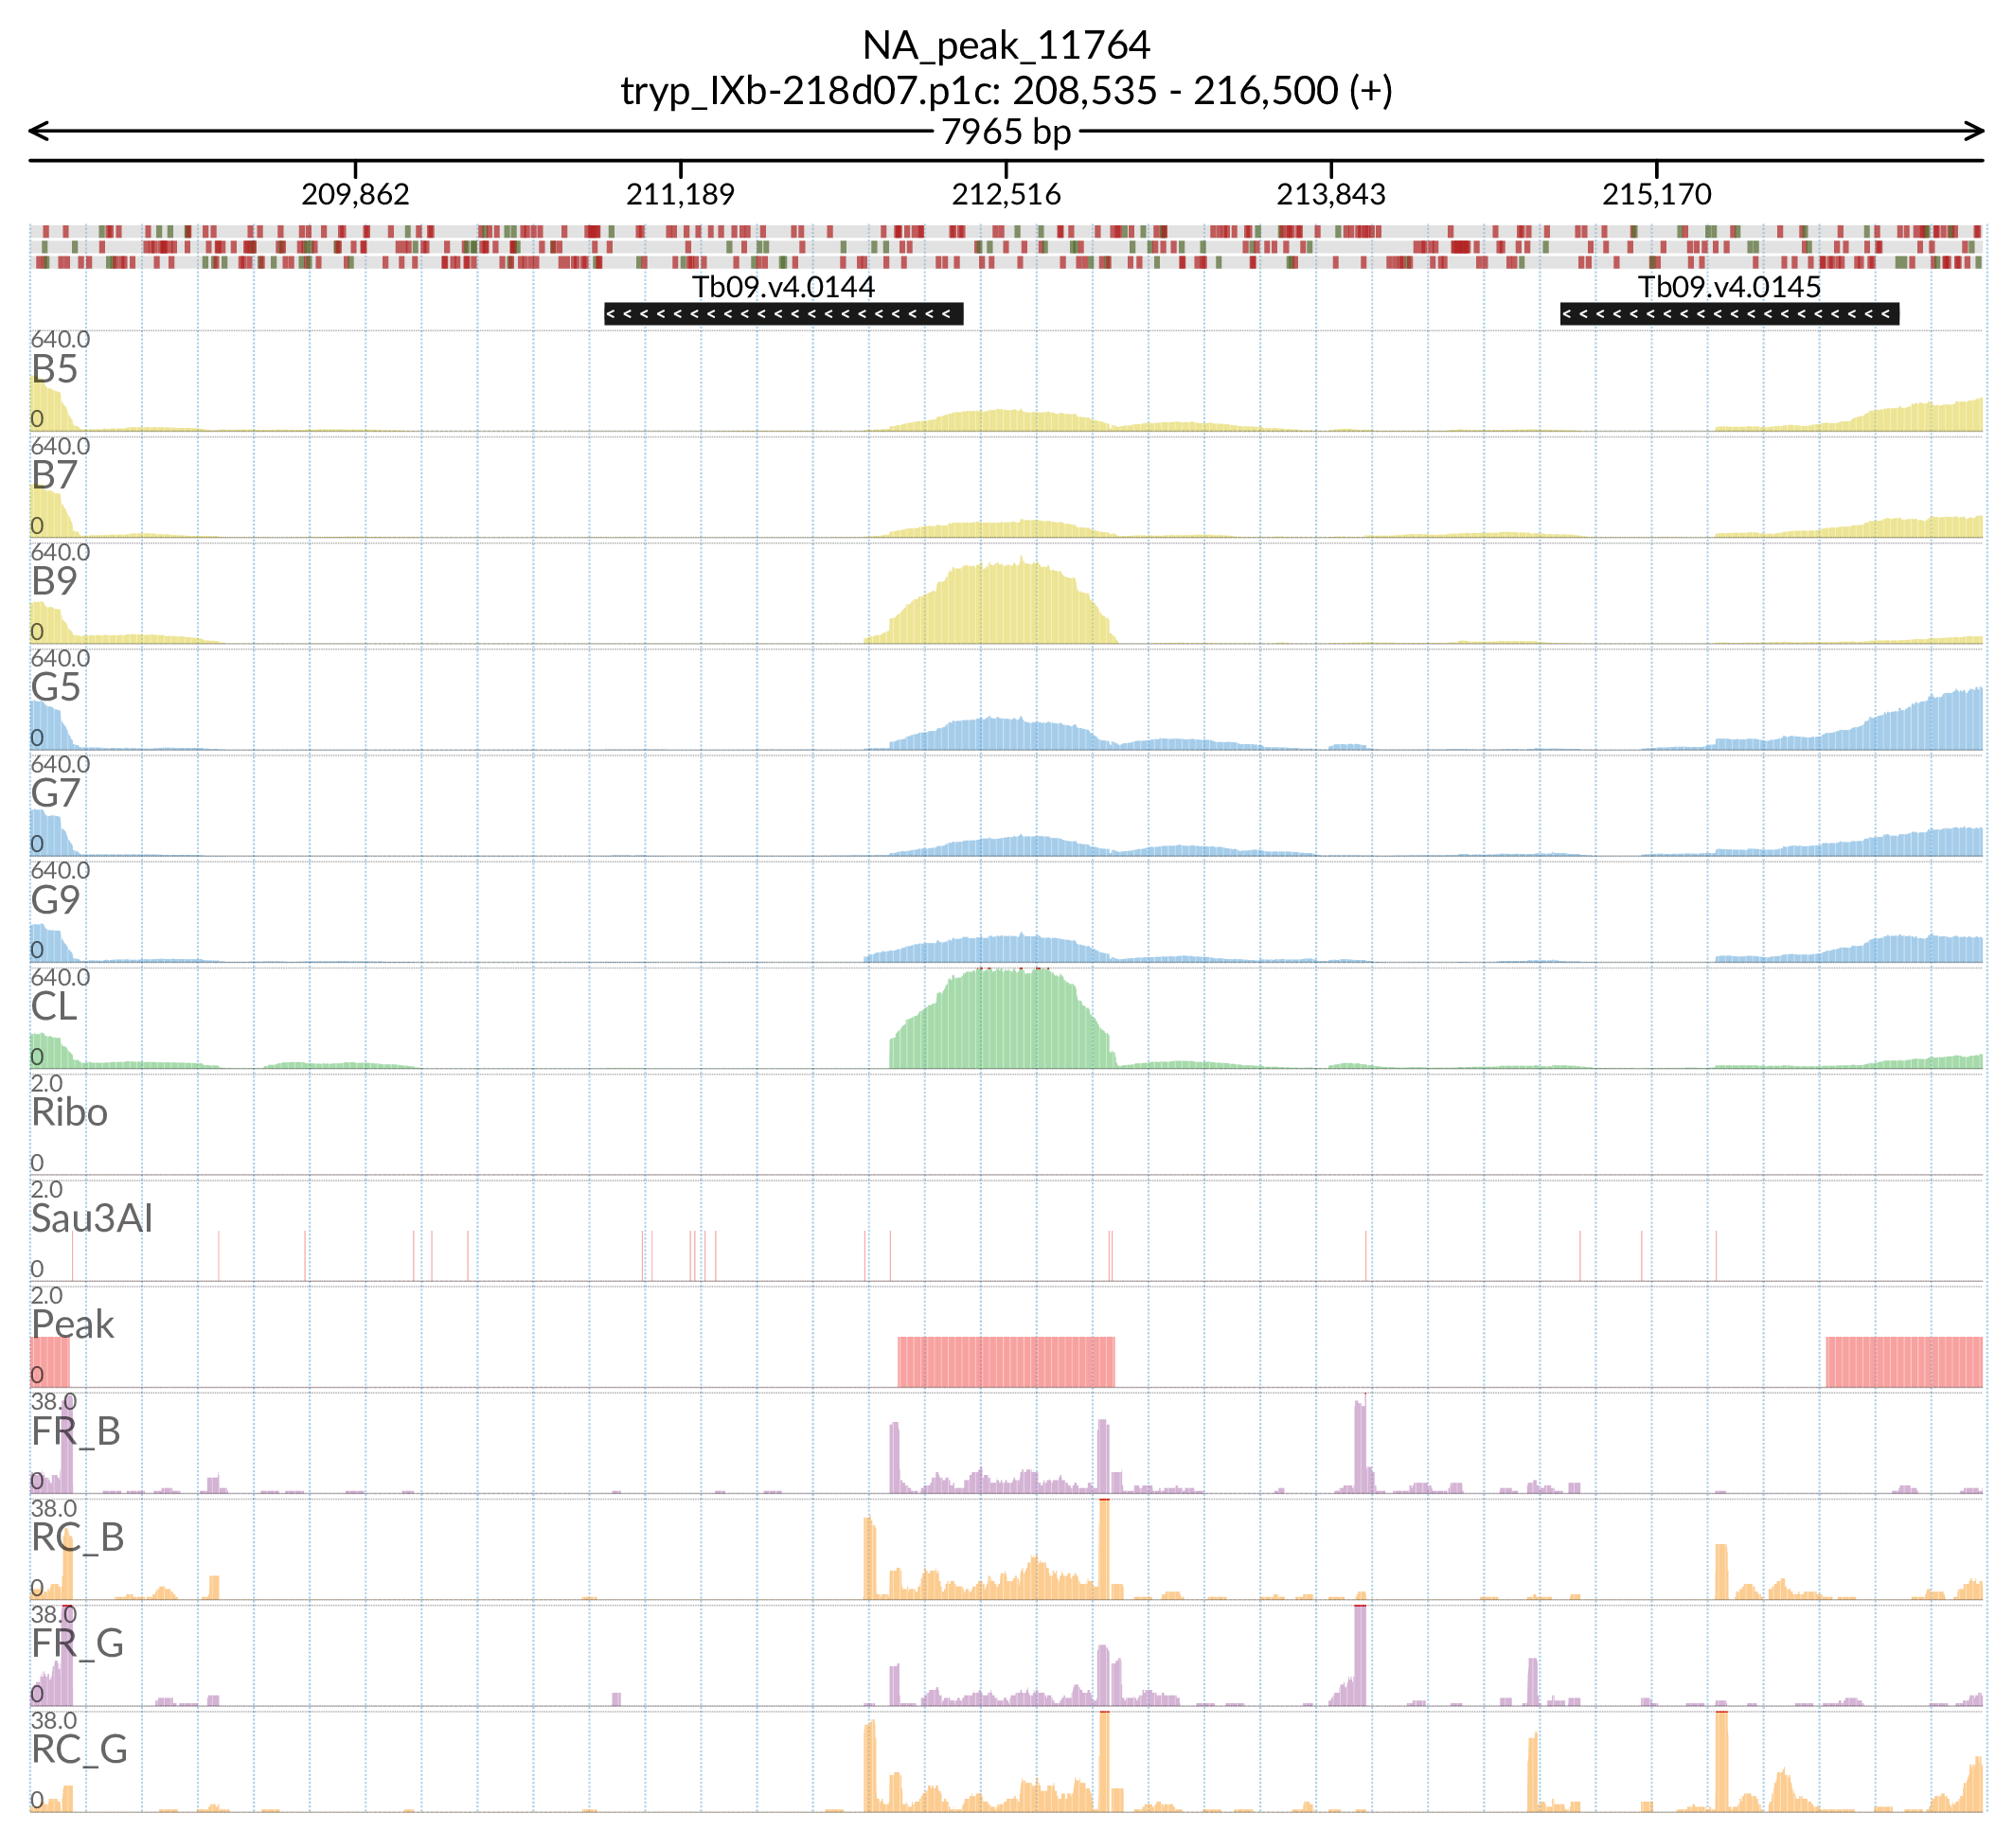 NA_peak_11764
tryp_IXb-218d07.p1c: 208,535 - 216,500 (+)
7965 bp
209,862 211,189 212,516 213,843 215,170
Tb09.v4.0144 Tb09.v4.0145
640.0
B5
0
640.0
B7
0
640.0
B9
0
640.0
G5
0
640.0
G7
0
640.0
G9
0
640.0
CL
0
2.0
Ribo
0
2.0
Sau3AI
0
2.0
Peak
0
38.0
FR_B
0
38.0
RC_B
0
38.0
FR_G
0
38.0
RC_G
0